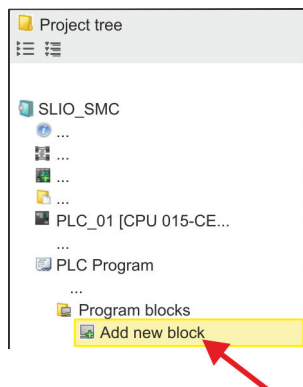 Project tree
SLIO_SMC
...
...
...
...
PLC_01 [CPU 015-CE...
...
PLC Program
...
Program blocks
Add new block